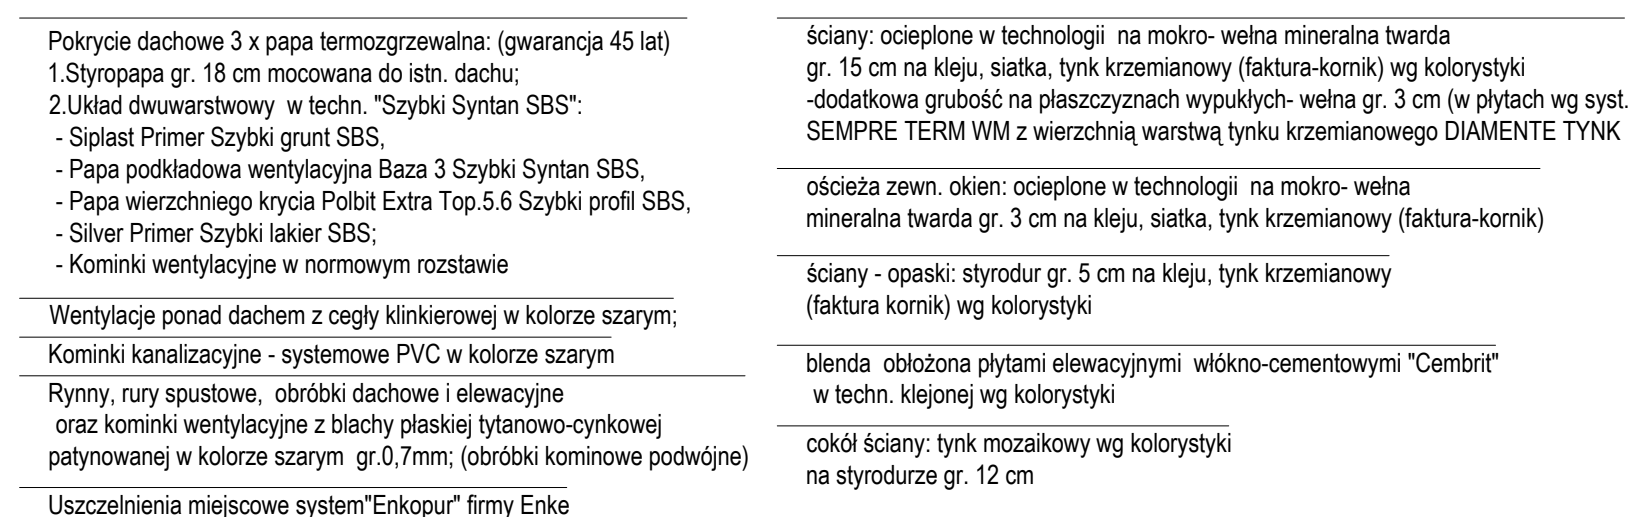 Pokrycie dachowe 3 x papa termozgrzewalna: (gwarancja 45 lat)
1.Styropapa gr. 18 cm mocowana do istn. dachu;
2.Układ dwuwarstwowy w techn. "Szybki Syntan SBS":
- Siplast Primer Szybki grunt SBS,
- Papa podkładowa wentylacyjna Baza 3 Szybki Syntan SBS,
- Papa wierzchniego krycia Polbit Extra Top.5.6 Szybki profil SBS,
- Silver Primer Szybki lakier SBS;
- Kominki wentylacyjne w normowym rozstawie
Wentylacje ponad dachem z cegły klinkierowej w kolorze szarym;
Kominki kanalizacyjne - systemowe PVC w kolorze szarym
Rynny, rury spustowe, obróbki dachowe i elewacyjne
oraz kominki wentylacyjne z blachy płaskiej tytanowo-cynkowej
patynowanej w kolorze szarym gr.0,7mm; (obróbki kominowe podwójne)
Uszczelnienia miejscowe system"Enkopur" firmy Enke
ściany: ocieplone w technologii na mokro- wełna mineralna twarda
gr. 15 cm na kleju, siatka, tynk krzemianowy (faktura-kornik) wg kolorystyki
-dodatkowa grubość na płaszczyznach wypukłych- wełna gr. 3 cm (w płytach wg syst.
SEMPRE TERM WM z wierzchnią warstwą tynku krzemianowego DIAMENTE TYNK
ościeża zewn. okien: ocieplone w technologii na mokro- wełna
mineralna twarda gr. 3 cm na kleju, siatka, tynk krzemianowy (faktura-kornik)
ściany - opaski: styrodur gr. 5 cm na kleju, tynk krzemianowy
(faktura kornik) wg kolorystyki
blenda obłożona płytami elewacyjnymi włókno-cementowymi "Cembrit"
w techn. klejonej wg kolorystyki
cokół ściany: tynk mozaikowy wg kolorystyki
na styrodurze gr. 12 cm